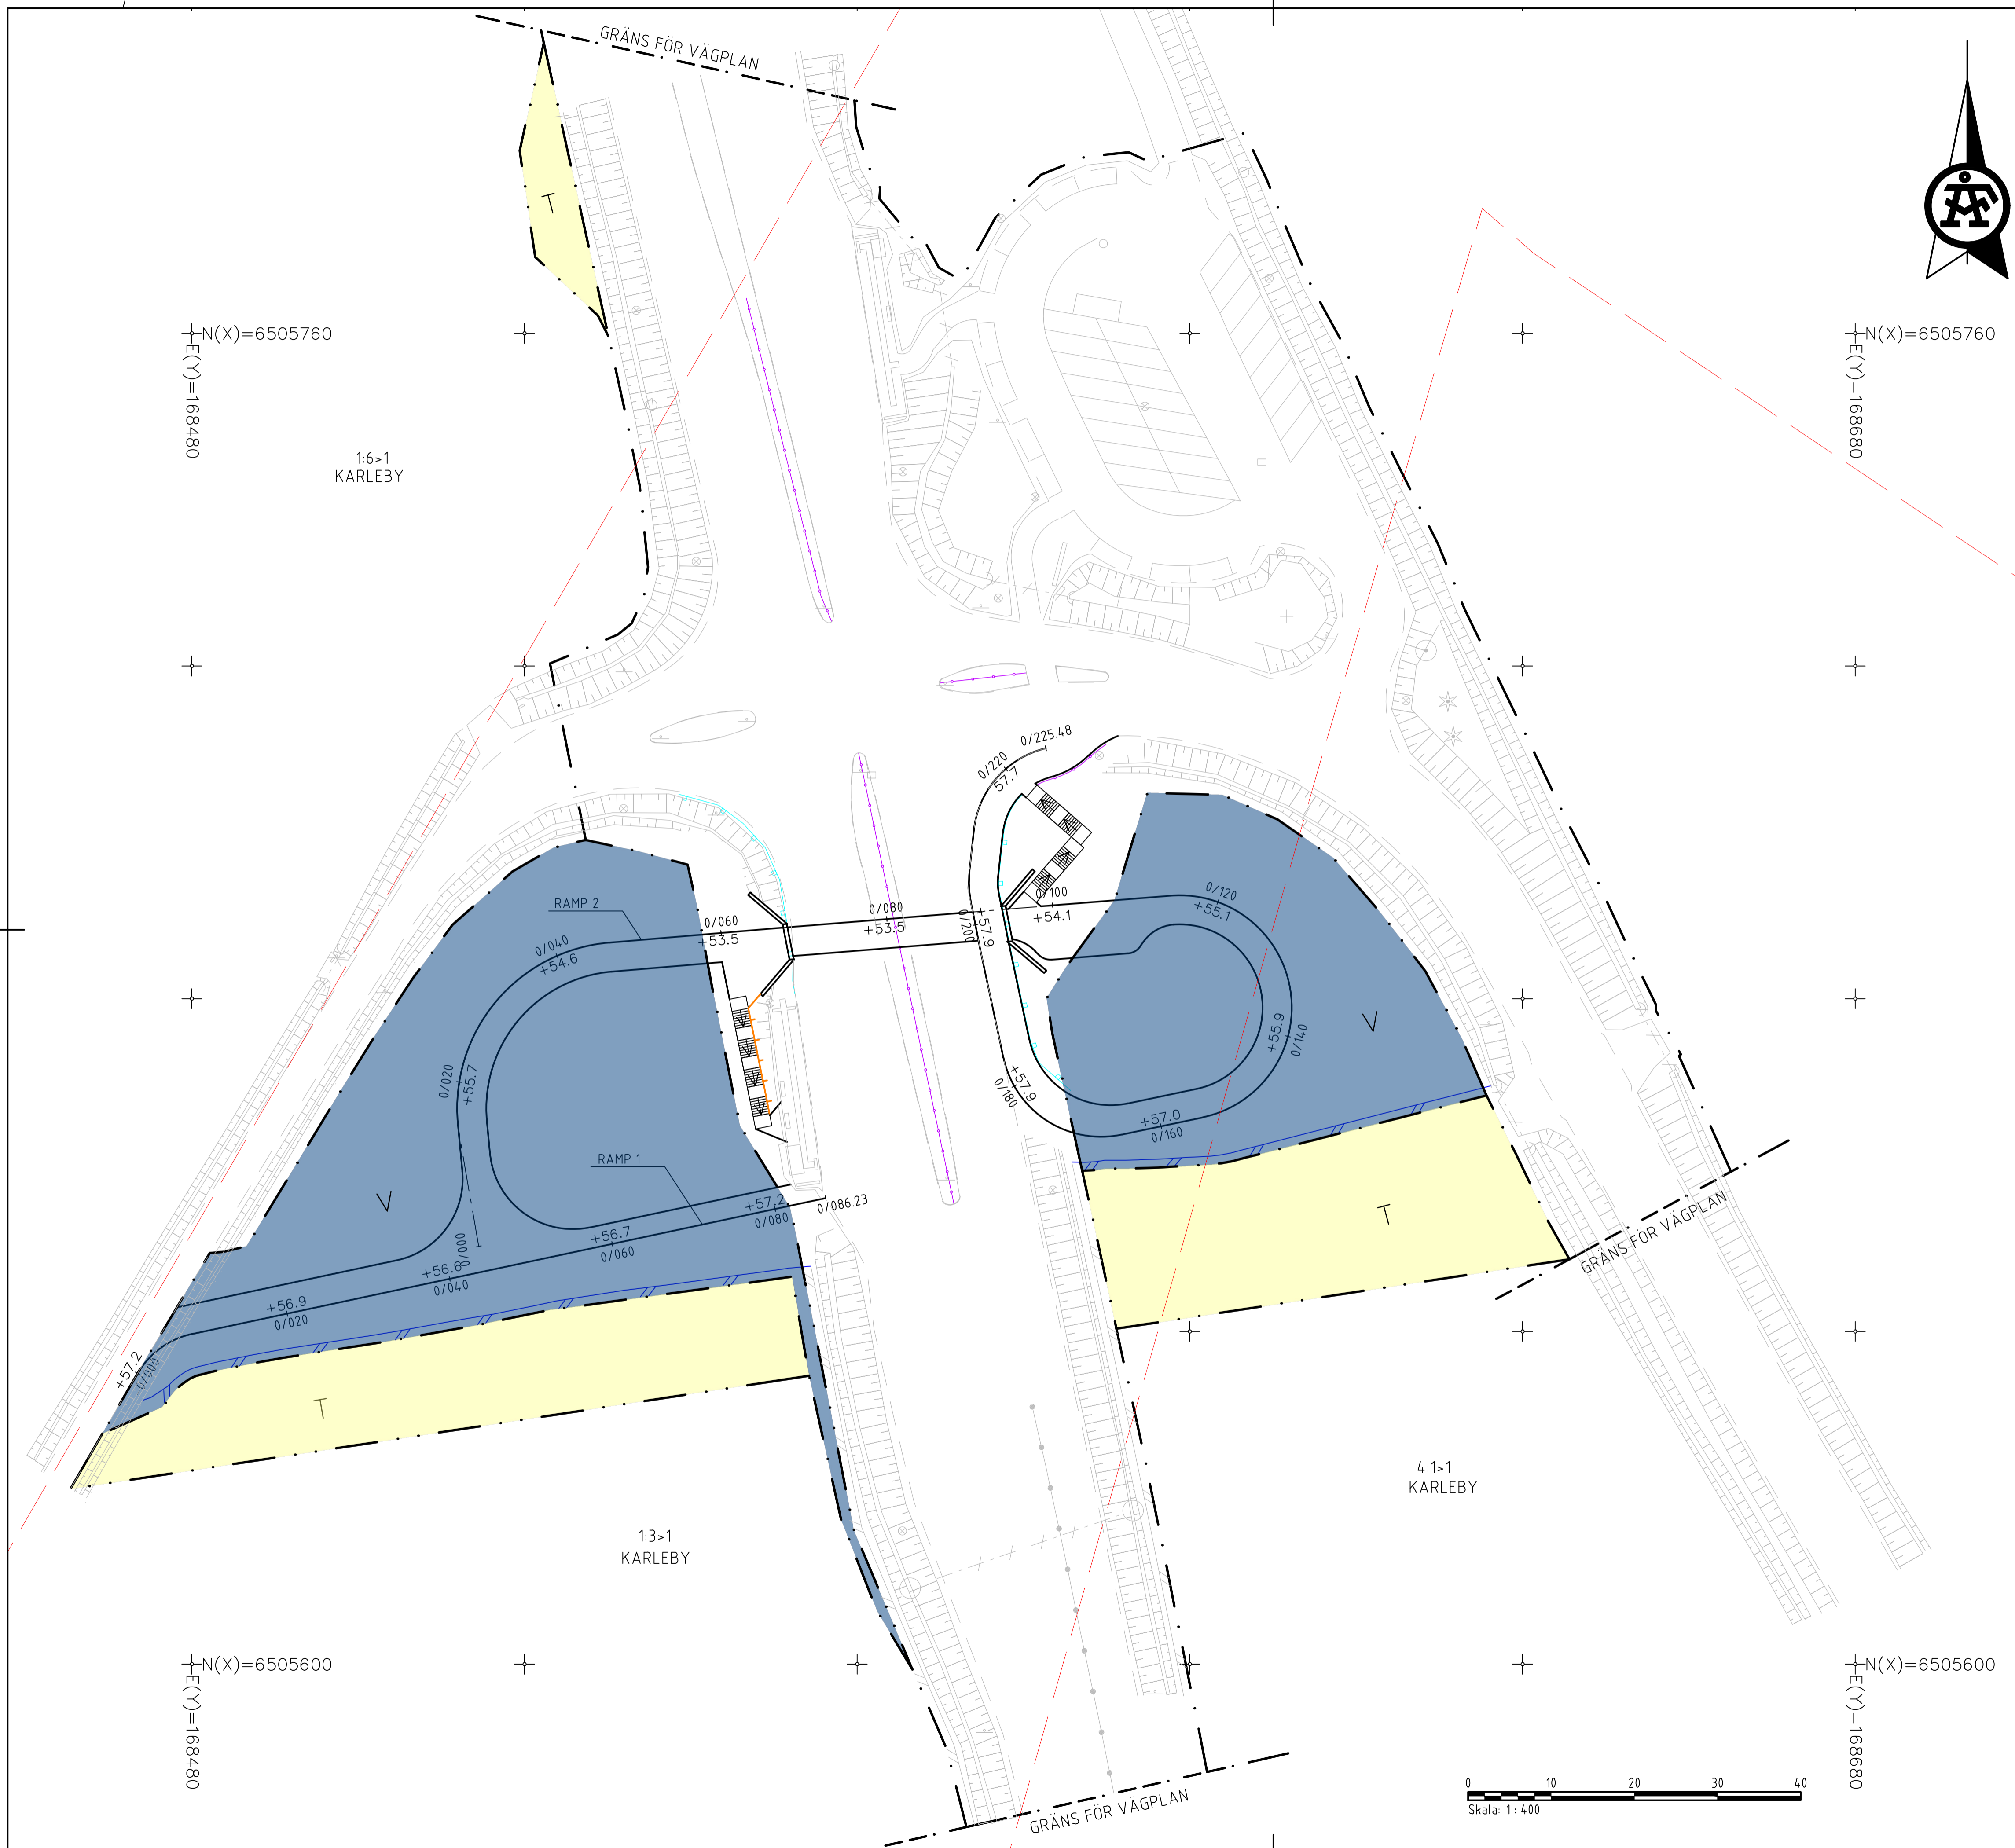 GRÄNS FÖR VÄGPLAN
T
N(X)=6505760
E(Y)=168480
N(X)=6505760
E(Y)=168680
1:6>1
KARLEBY
0/225.48
0/220
57.7
RAMP 2
0/040
+54.6
0/060
+53.5
0/080
+53.5
+57.9
0/200
0/100
+54.1
0/120
+55.1
V
+55.9
0/140
0/020
+55.7
+57.9
0/180
+57.0
0/160
RAMP 1
V
0/000
+57.2
0/080
0/086.23
+56.7
0/060
+56.6
0/040
+56.9
0/020
+57.2
0/000
T
T
GRÄNS FÖR VÄGPLAN
1:3>1
KARLEBY
4:1>1
KARLEBY
N(X)=6505600
E(Y)=168480
N(X)=6505600
E(Y)=168680
GRÄNS FÖR VÄGPLAN
0 10 20 30 40
Skala: 1:400